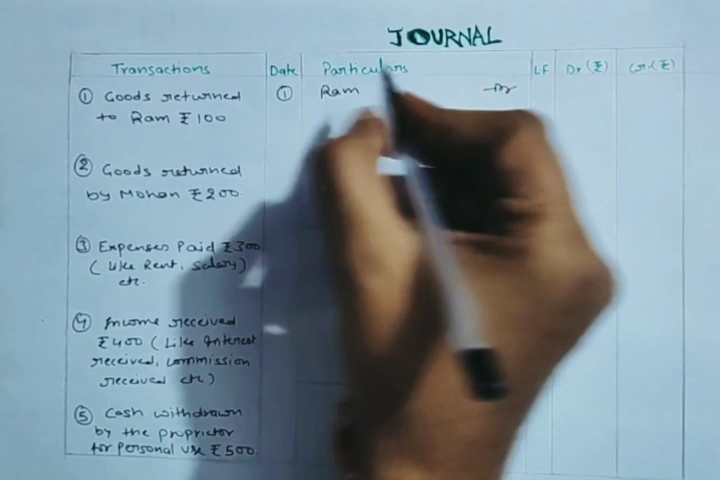 JOURNAL
Transactions Date Particulars LF Dr (₹) Cr.(₹)
① Goods returned
to Ram ₹100
① Ram Dr
② Goods returned
by Mohan ₹200.
③ Expenses Paid ₹300
(Like Rent, Salary)
etc.
④ Income received
₹400 (Like Interest
received, Commission
received etc)
⑤ Cash withdrawn
by the proprietor
for Personal Use ₹500.